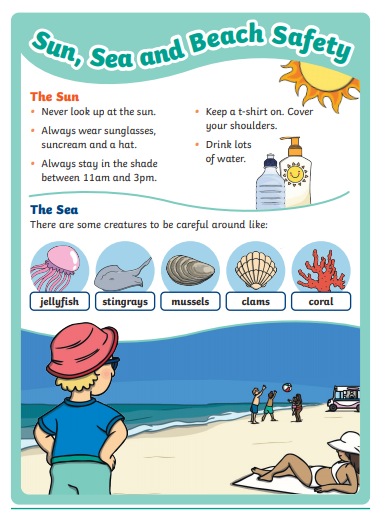 Sun, Sea and Beach Safety
The Sun
• Never look up at the sun.
• Always wear sunglasses,
suncream and a hat.
• Always stay in the shade
between 11am and 3pm.
• Keep a t-shirt on. Cover
your shoulders.
• Drink lots
of water.
The Sea
There are some creatures to be careful around like:
jellyfish
stingrays
mussels
clams
coral